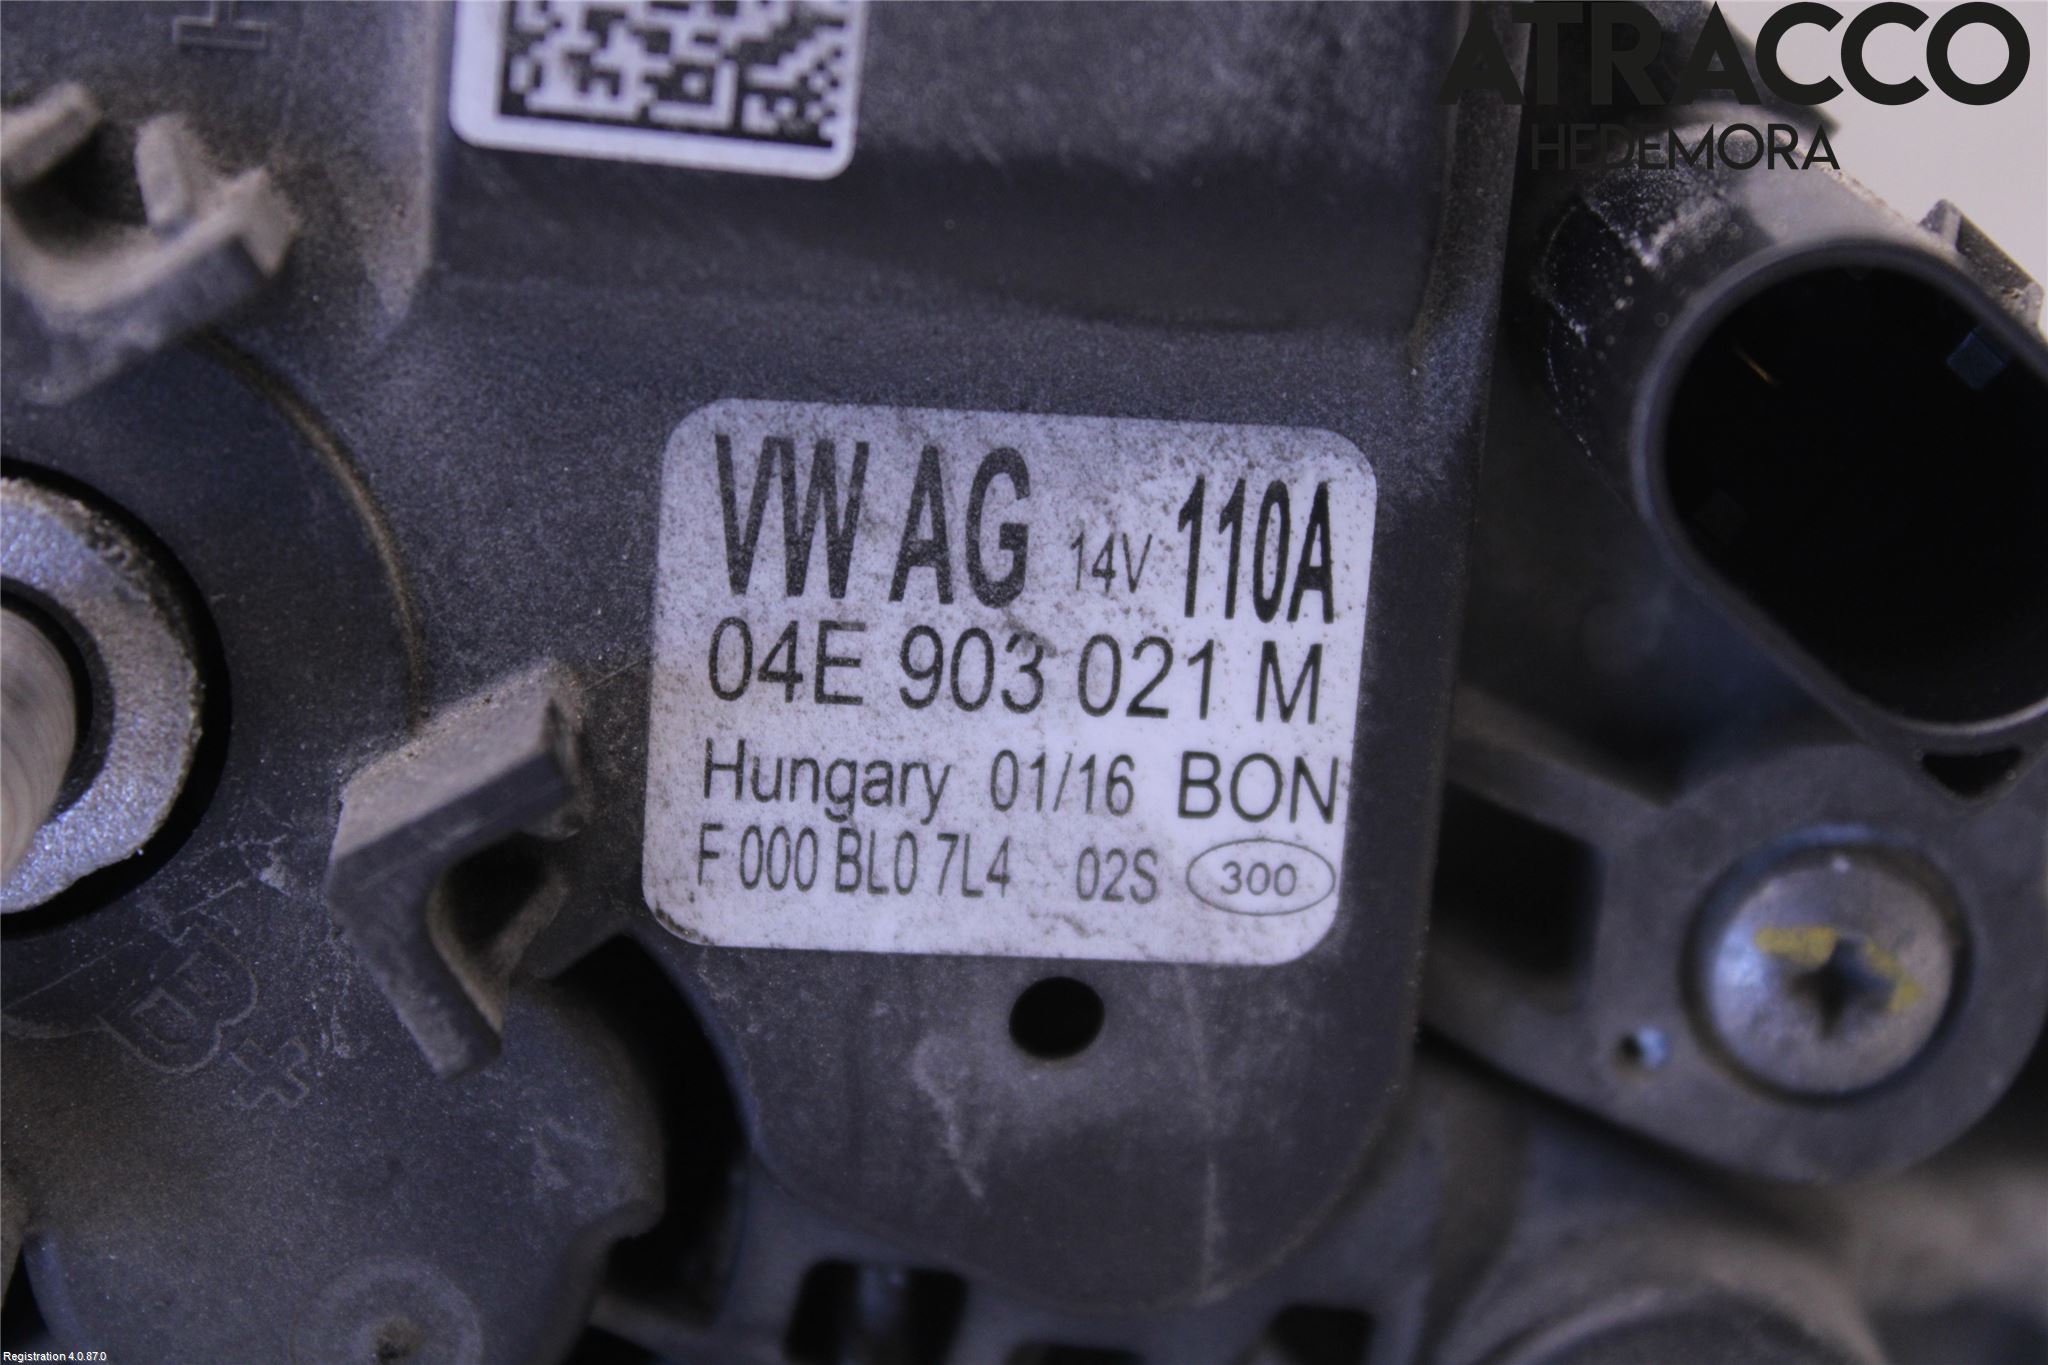 ATRACCO
HEDEMORA
VW AG 14V 110A
04E 903 021 M
Hungary 01/16 BON
F 000 BL0 7L4 02S 300
B+
Registration 4.0.87.0